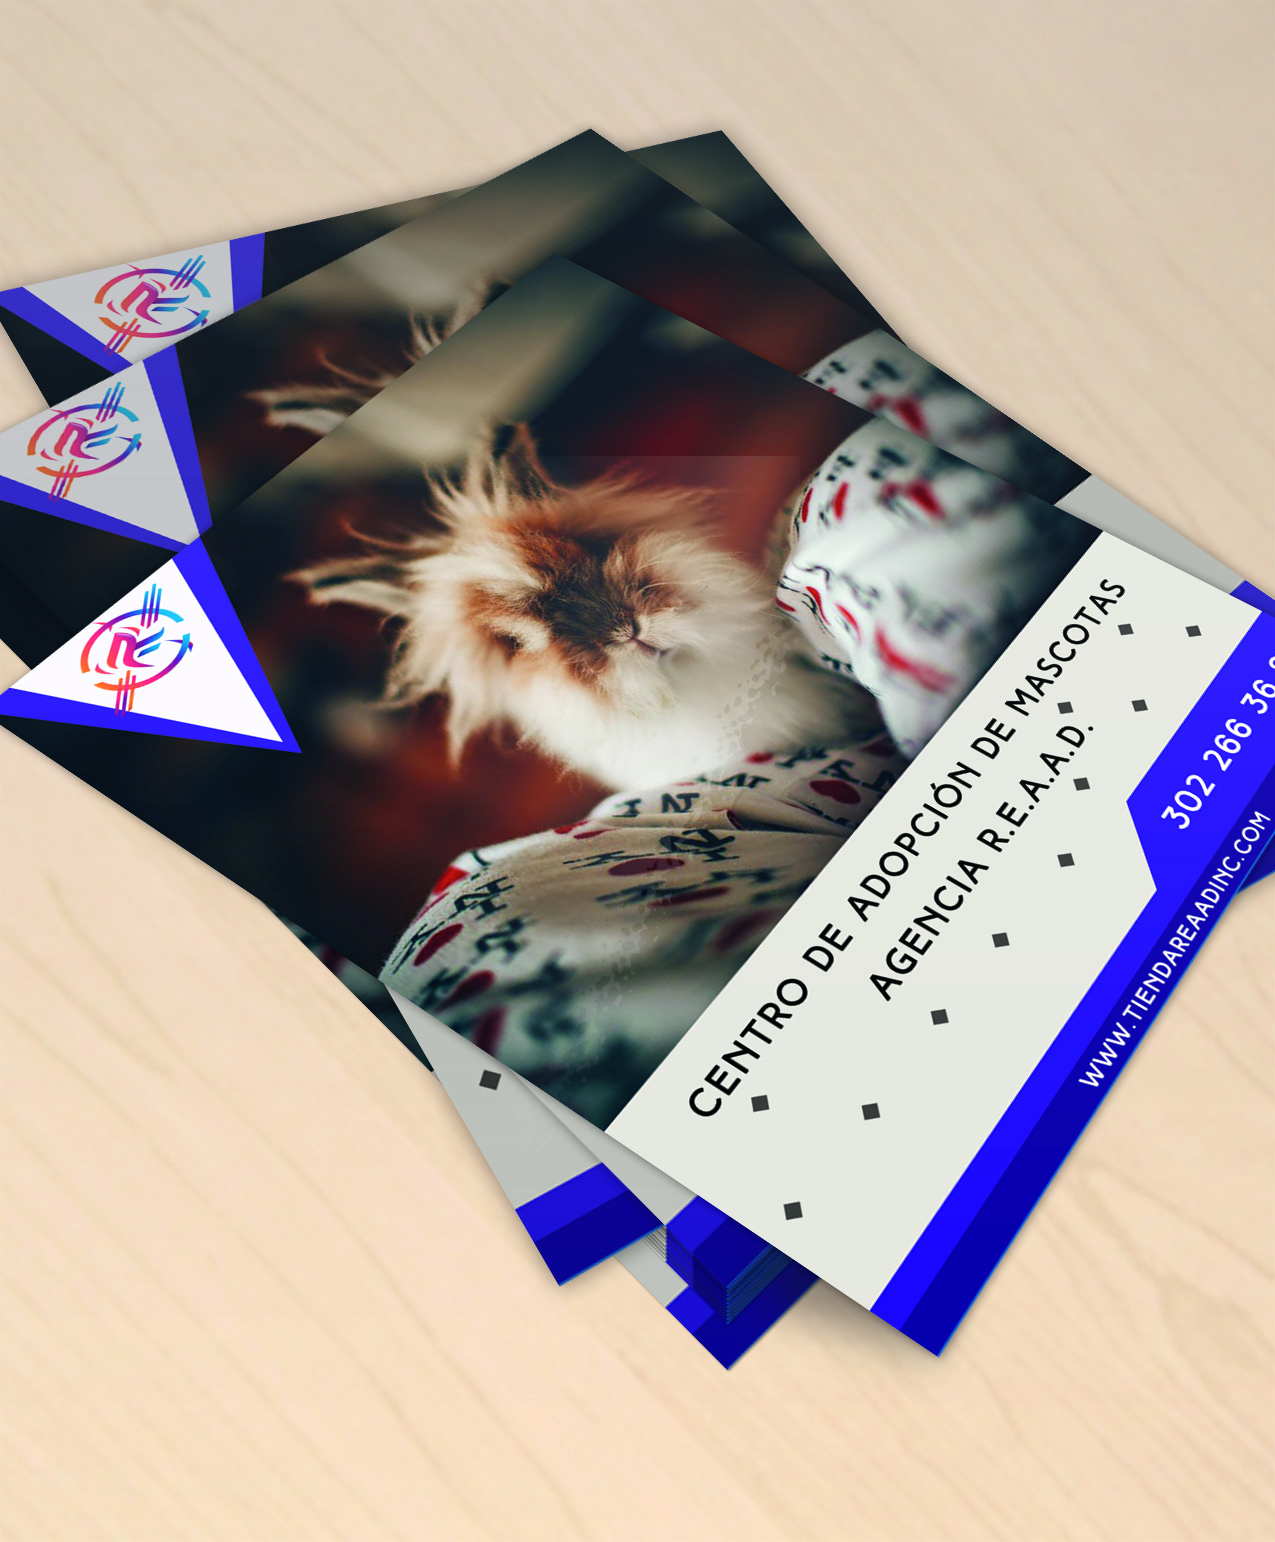 CENTRO DE ADOPCIÓN DE MASCOTAS
AGENCIA R.E.A.A.D.
302 266 36
WWW.TIENDAREAADINC.COM